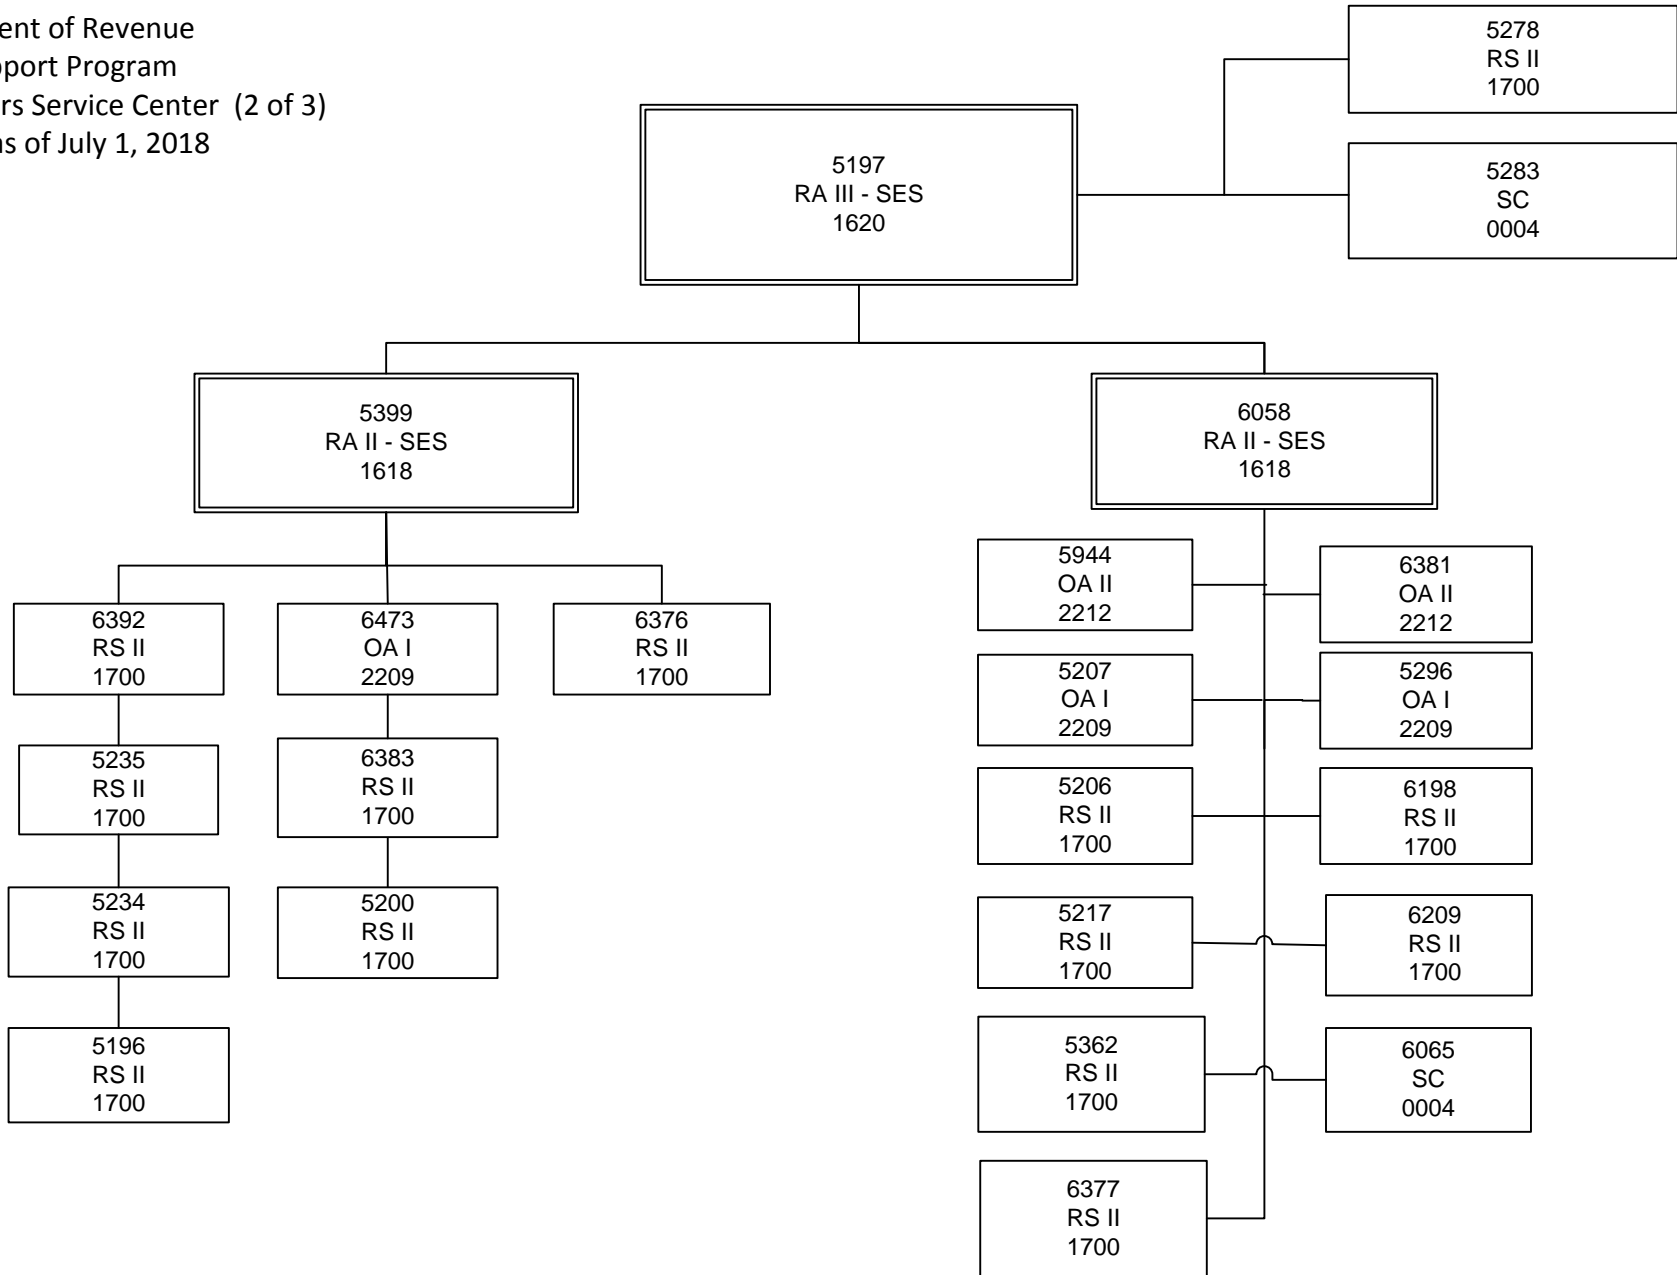 of Revenue
Program
Service Center (2 of 3)
of July 1, 2018
5278
RS II
1700
5283
SC
0004
5197
RA III - SES
1620
5399
RA II - SES
1618
6058
RA II - SES
1618
6392
RS II
1700
6473
OA I
2209
6376
RS II
1700
5235
RS II
1700
6383
RS II
1700
5234
RS II
1700
5200
RS II
1700
5196
RS II
1700
5944
OA II
2212
6381
OA II
2212
5207
OA I
2209
5296
OA I
2209
5206
RS II
1700
6198
RS II
1700
5217
RS II
1700
6209
RS II
1700
5362
RS II
1700
6065
SC
0004
6377
RS II
1700